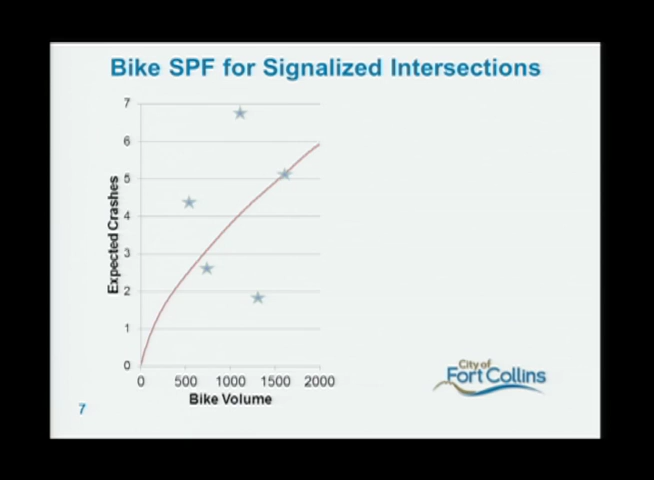 Bike SPF for Signalized Intersections
7
6
5
4
3
2
1
0
Expected Crashes
0 500 1000 1500 2000
Bike Volume
City of
Fort Collins
7